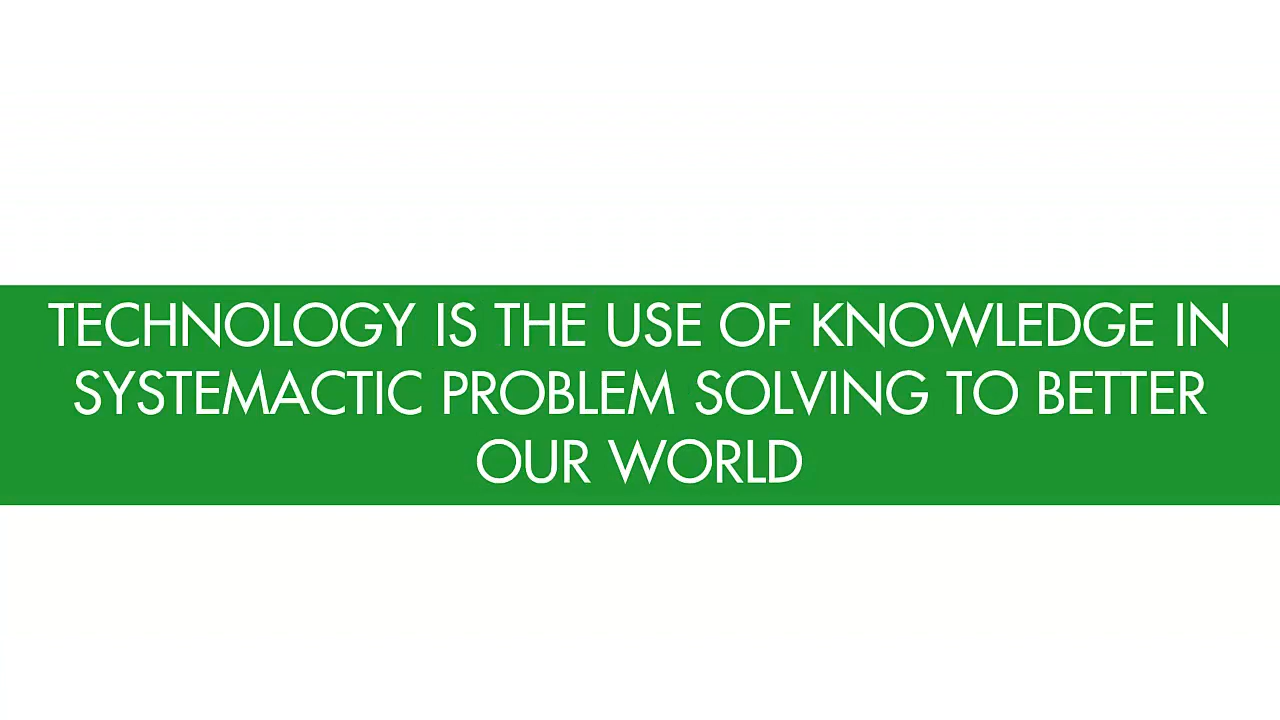 TECHNOLOGY IS THE USE OF KNOWLEDGE IN
SYSTEMACTIC PROBLEM SOLVING TO BETTER
OUR WORLD